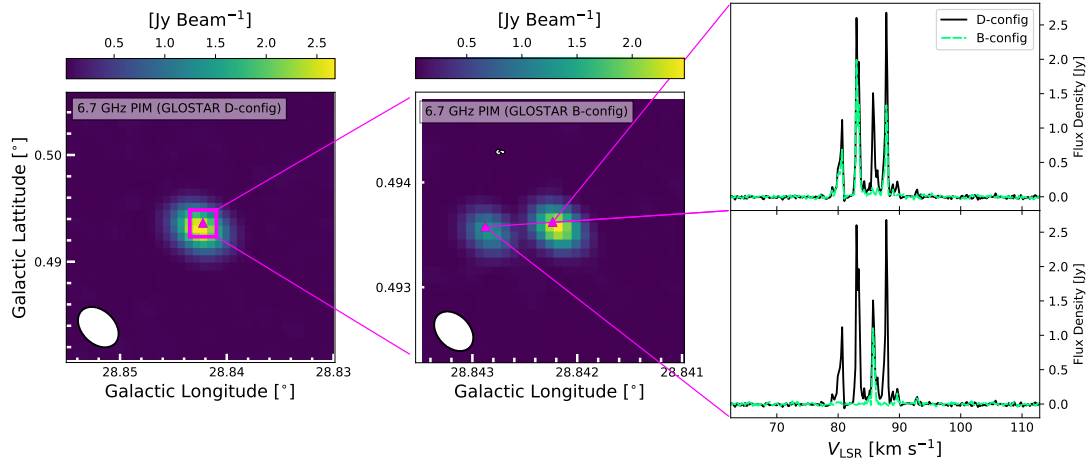 [Jy Beam⁻¹]
0.5 1.0 1.5 2.0 2.5
6.7 GHz PIM (GLOSTAR D-config)
Galactic Lattitude [°]
0.50
0.49
28.85 28.84 28.83
Galactic Longitude [°]
[Jy Beam⁻¹]
0.5 1.0 1.5 2.0
6.7 GHz PIM (GLOSTAR B-config)
0.494
0.493
28.843 28.842 28.841
Galactic Longitude [°]
D-config
B-config
2.5
2.0
1.5
1.0
0.5
0.0
Flux Density [Jy]
2.5
2.0
1.5
1.0
0.5
0.0
Flux Density [Jy]
70 80 90 100 110
V_LSR [km s⁻¹]